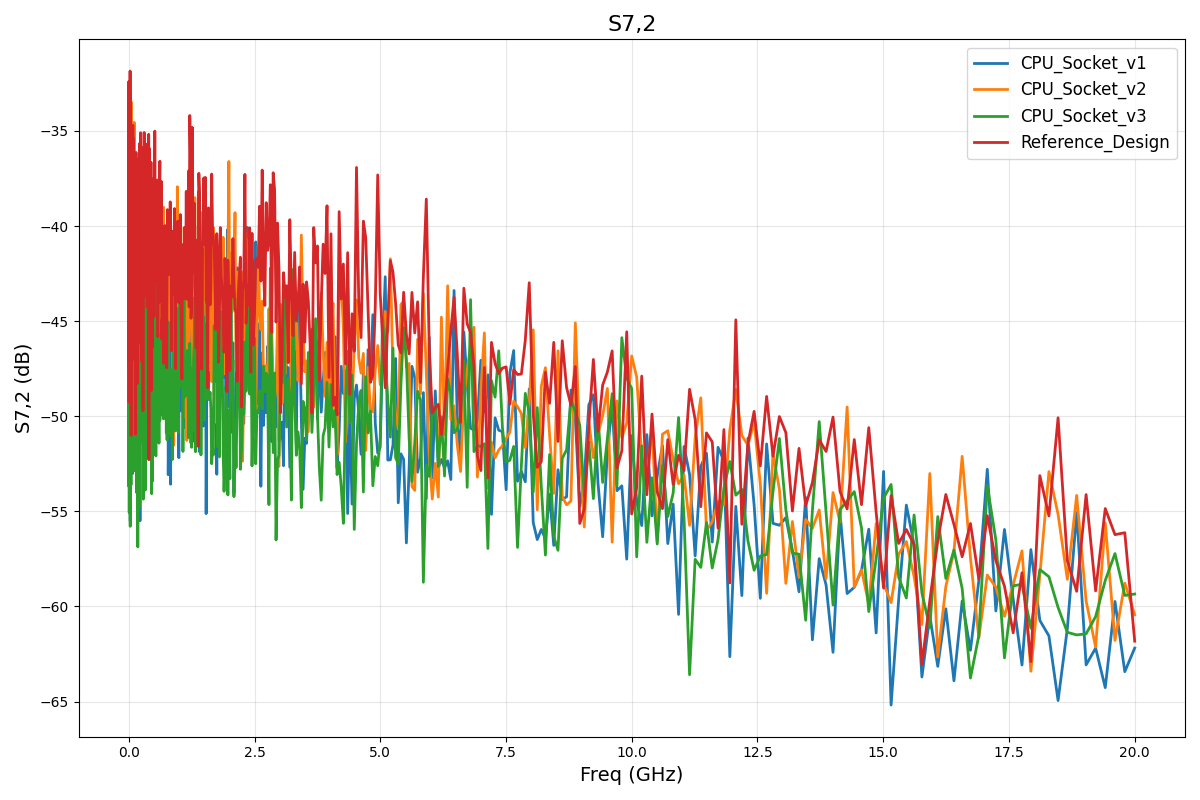 S7,2
CPU_Socket_v1
CPU_Socket_v2
CPU_Socket_v3
Reference_Design
S7,2 (dB)
−35
−40
−45
−50
−55
−60
−65
0.0 2.5 5.0 7.5 10.0 12.5 15.0 17.5 20.0
Freq (GHz)